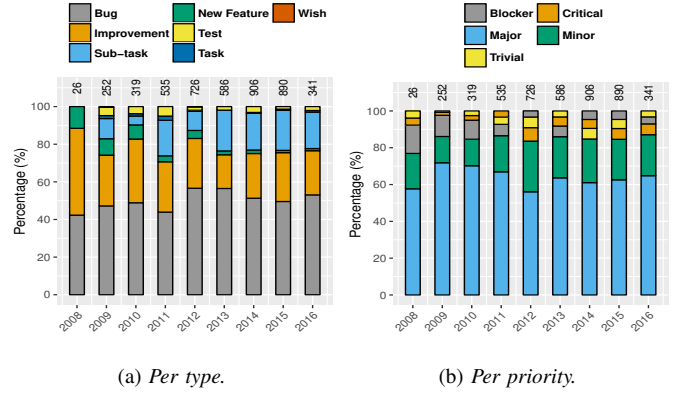 Bug New Feature Wish
Improvement Test
Sub−task Task
26 252 319 535 726 586 906 890 341
Percentage (%)
100
80
60
40
20
0
2008 2009 2010 2011 2012 2013 2014 2015 2016
(a) Per type.
Blocker Critical
Major Minor
Trivial
26 252 319 535 726 586 906 890 341
Percentage (%)
100
80
60
40
20
0
2008 2009 2010 2011 2012 2013 2014 2015 2016
(b) Per priority.